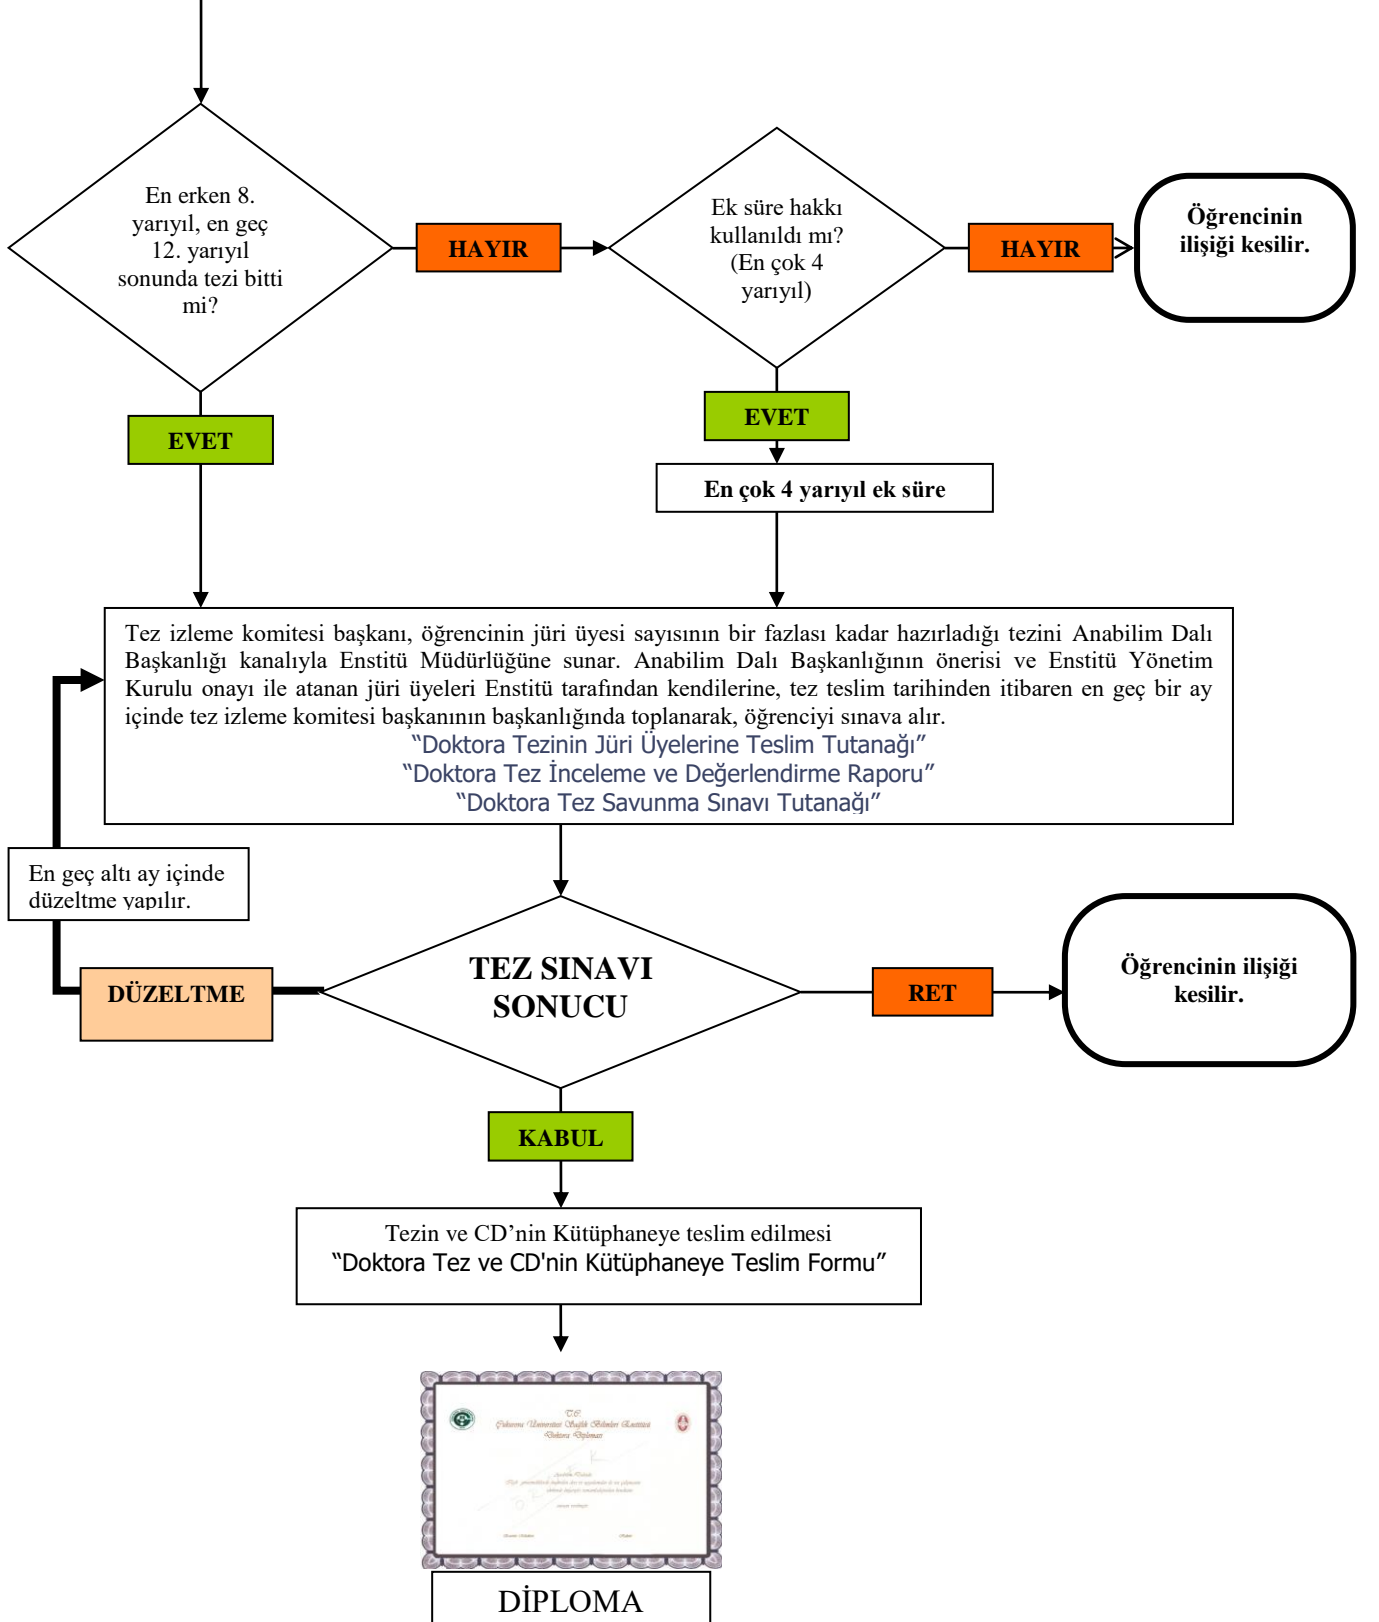 En erken 8.
yarıyıl, en geç
12. yarıyıl
sonunda tezi bitti
mi?
HAYIR
Ek süre hakkı
kullanıldı mı?
(En çok 4
yarıyıl)
HAYIR
Öğrencinin
ilişiği kesilir.
EVET
EVET
En çok 4 yarıyıl ek süre
Tez izleme komitesi başkanı, öğrencinin jüri üyesi sayısının bir fazlası kadar hazırladığı tezini Anabilim Dalı
Başkanlığı kanalıyla Enstitü Müdürlüğüne sunar. Anabilim Dalı Başkanlığının önerisi ve Enstitü Yönetim
Kurulu onayı ile atanan jüri üyeleri Enstitü tarafından kendilerine, tez teslim tarihinden itibaren en geç bir ay
içinde tez izleme komitesi başkanının başkanlığında toplanarak, öğrenciyi sınava alır.
“Doktora Tezinin Jüri Üyelerine Teslim Tutanağı”
“Doktora Tez İnceleme ve Değerlendirme Raporu”
“Doktora Tez Savunma Sınavı Tutanağı”
En geç altı ay içinde
düzeltme yapılır.
DÜZELTME
TEZ SINAVI
SONUCU
RET
Öğrencinin ilişiği
kesilir.
KABUL
Tezin ve CD’nin Kütüphaneye teslim edilmesi
“Doktora Tez ve CD'nin Kütüphaneye Teslim Formu”
T.C.
Çukurova Üniversitesi Sağlık Bilimleri Enstitüsü
Doktora Diploması
DİPLOMA